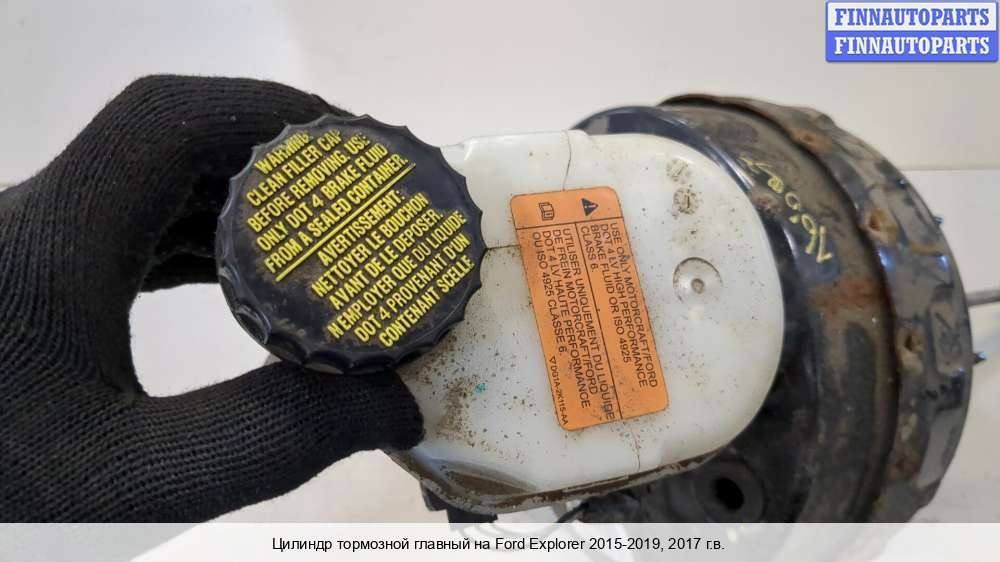 FINNAUTOPARTS
FINNAUTOPARTS
WARNING:
CLEAN FILLER CAP
BEFORE REMOVING. USE
ONLY DOT 4 BRAKE FLUID
FROM A SEALED CONTAINER.
AVERTISSEMENT:
NETTOYER LE BOUCHON
AVANT DE LE DEPOSER.
N'EMPLOYER QUE DU LIQUIDE
DOT 4 PROVENANT D'UN
CONTENANT SCELLE
USE ONLY MOTORCRAFT/FORD
DOT 4 LV HIGH PERFORMANCE
BRAKE FLUID OR ISO 4925
CLASS 6.
UTILISER UNIQUEMENT DU LIQUIDE
DE FREIN MOTORCRAFT/FORD
DOT 4 LV HAUTE PERFORMANCE
OU ISO 4925 CLASSE 6.
DG1A-2K115-AA
Цилиндр тормозной главный на Ford Explorer 2015-2019, 2017 г.в.